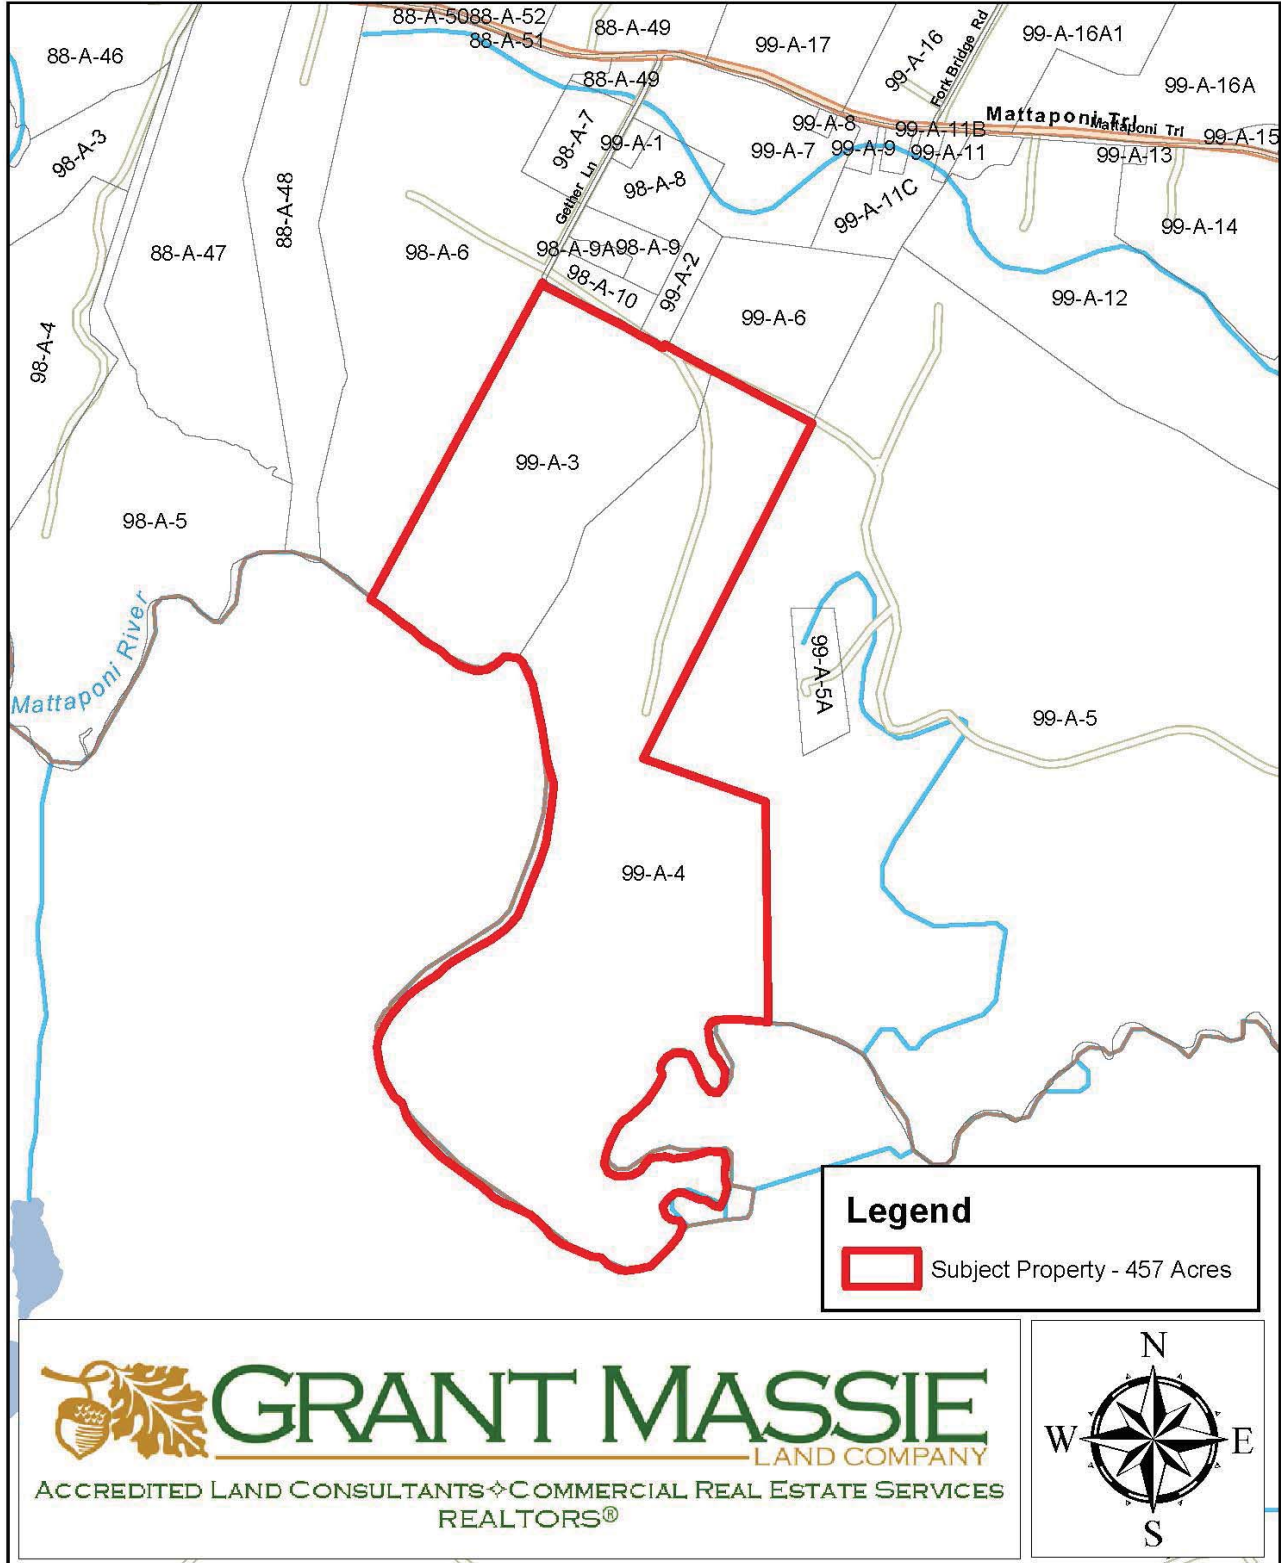 88-A-50
88-A-52
88-A-51
88-A-49
99-A-17
99-A-16
Fork Bridge Rd
99-A-16A1
88-A-46
88-A-49
99-A-16A
Mattaponi Trl
Mattaponi Trl
98-A-3
98-A-7
99-A-1
99-A-8
99-A-7
99-A-9
99-A-11B
99-A-11
99-A-13
99-A-15
88-A-48
Gether Ln
98-A-8
99-A-11C
99-A-14
88-A-47
98-A-6
98-A-9A
98-A-9
98-A-10
99-A-2
99-A-6
99-A-12
98-A-4
99-A-3
98-A-5
Mattaponi River
99-A-5A
99-A-5
99-A-4
Legend
Subject Property - 457 Acres
GRANT MASSIE
LAND COMPANY
ACCREDITED LAND CONSULTANTS✧COMMERCIAL REAL ESTATE SERVICES
REALTORS®
N
W
E
S